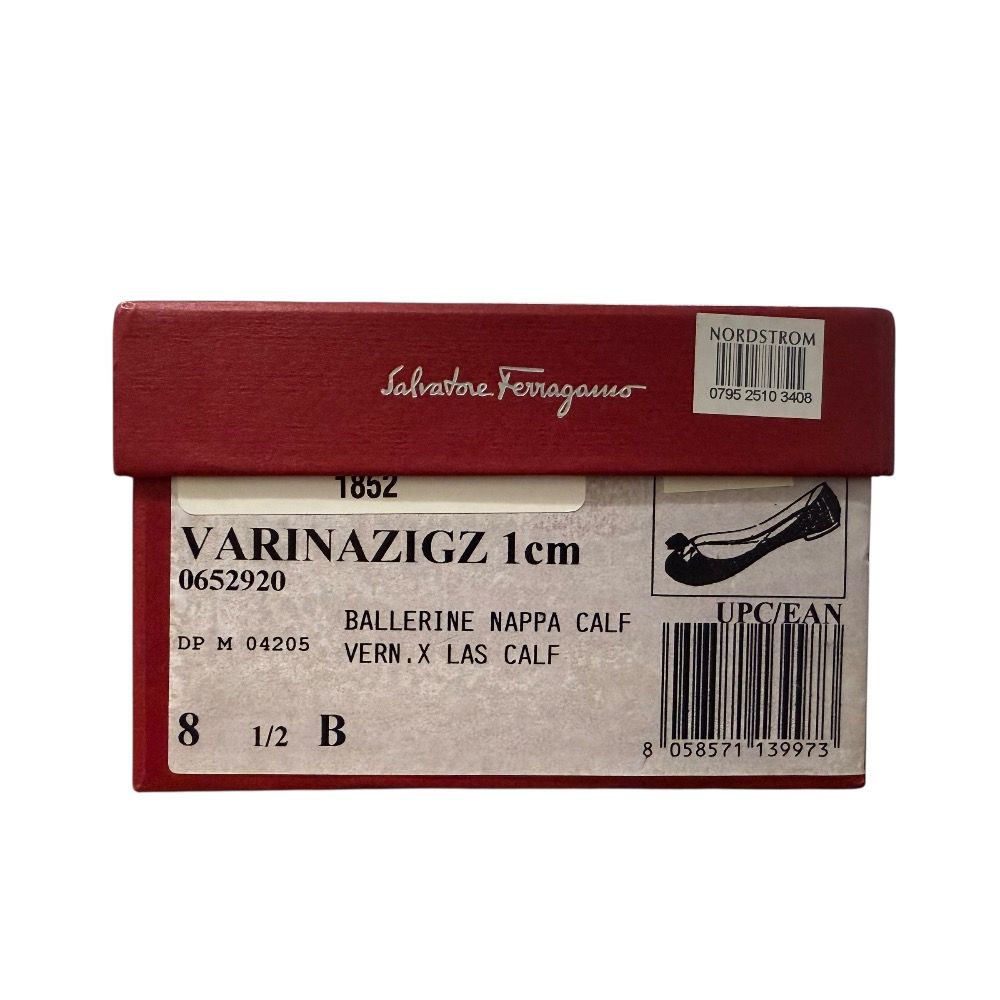 Salvatore Ferragamo
NORDSTROM
0795 2510 3408
1852
VARINAZIGZ 1cm
0652920
BALLERINE NAPPA CALF
DP M 04205
VERN.X LAS CALF
UPC/EAN
8 1/2 B
8 058571 139973